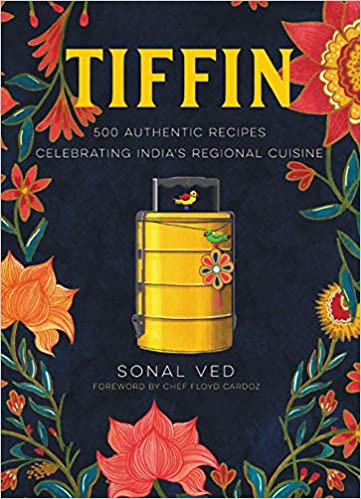 TIFFIN
500 AUTHENTIC RECIPES
CELEBRATING INDIA'S REGIONAL CUISINE
SONAL VED
FOREWORD BY CHEF FLOYD CARDOZ